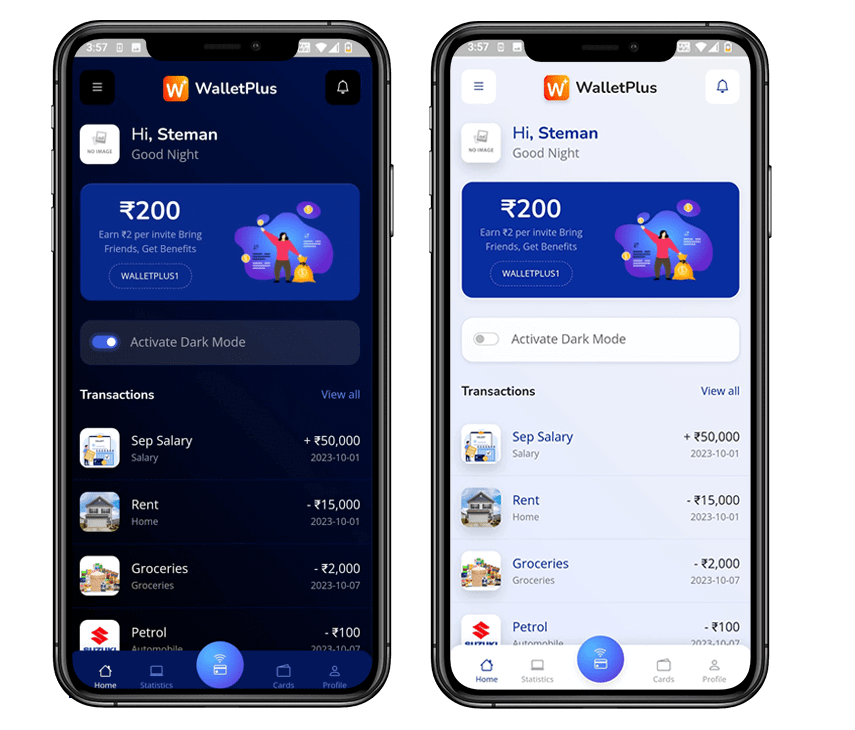 3:57
WalletPlus
NO IMAGE
Hi, Steman
Good Night
₹200
Earn ₹2 per invite Bring
Friends, Get Benefits
WALLETPLUS1
Activate Dark Mode
Transactions View all
Sep Salary + ₹50,000
Salary 2023-10-01
Rent - ₹15,000
Home 2023-10-01
Groceries - ₹2,000
Groceries 2023-10-07
Petrol - ₹100
Automobile 2023-10-07
SUZUKI
Home Statistics Cards Profile
3:57
WalletPlus
NO IMAGE
Hi, Steman
Good Night
₹200
Earn ₹2 per invite Bring
Friends, Get Benefits
WALLETPLUS1
Activate Dark Mode
Transactions View all
Sep Salary + ₹50,000
Salary 2023-10-01
Rent - ₹15,000
Home 2023-10-01
Groceries - ₹2,000
Groceries 2023-10-07
Petrol - ₹100
Automobile 2023-10-07
SUZUKI
Home Statistics Cards Profile